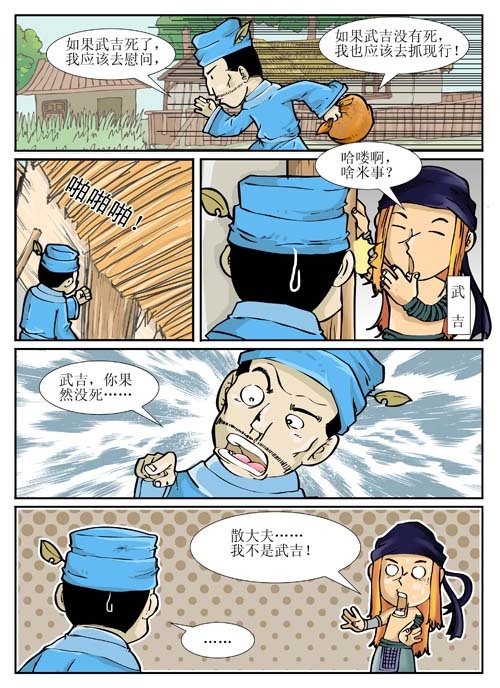 如果武吉死了，
我应该去慰问，
如果武吉没有死，
我也应该去抓现行！
啪啪啪！
哈喽啊，
啥米事？
武
吉
武吉，你果
然没死……
散大夫……
我不是武吉！
……